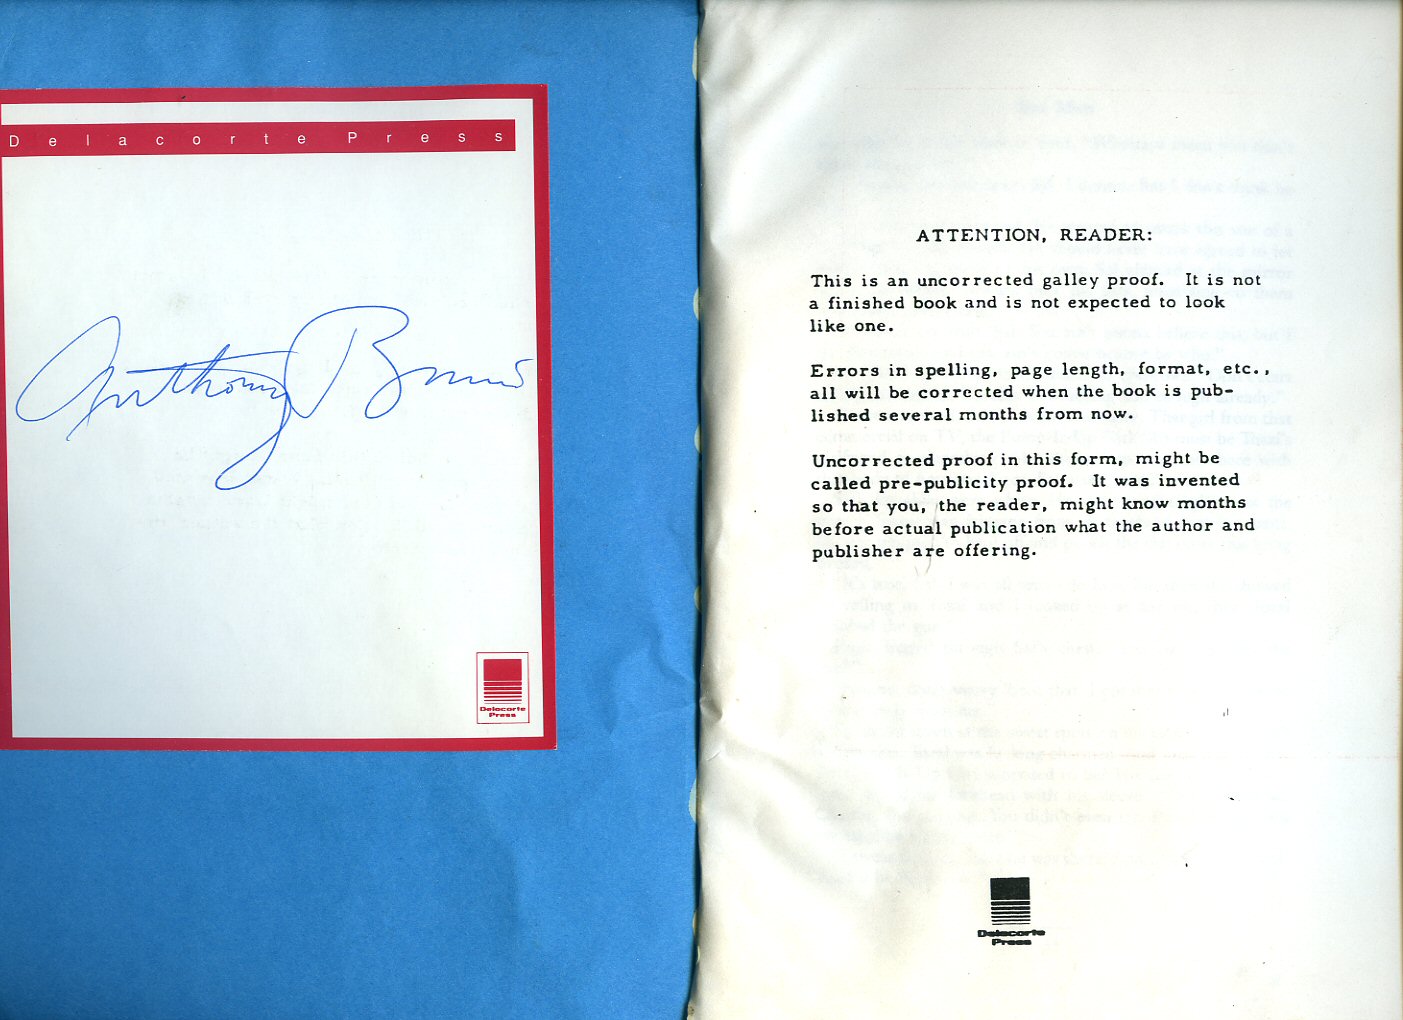 Delacorte Press
Anthony Bruno
Delacorte
Press
ATTENTION, READER:
This is an uncorrected galley proof. It is not
a finished book and is not expected to look
like one.
Errors in spelling, page length, format, etc.,
all will be corrected when the book is pub-
lished several months from now.
Uncorrected proof in this form, might be
called pre-publicity proof. It was invented
so that you, the reader, might know months
before actual publication what the author and
publisher are offering.
Delacorte
Press